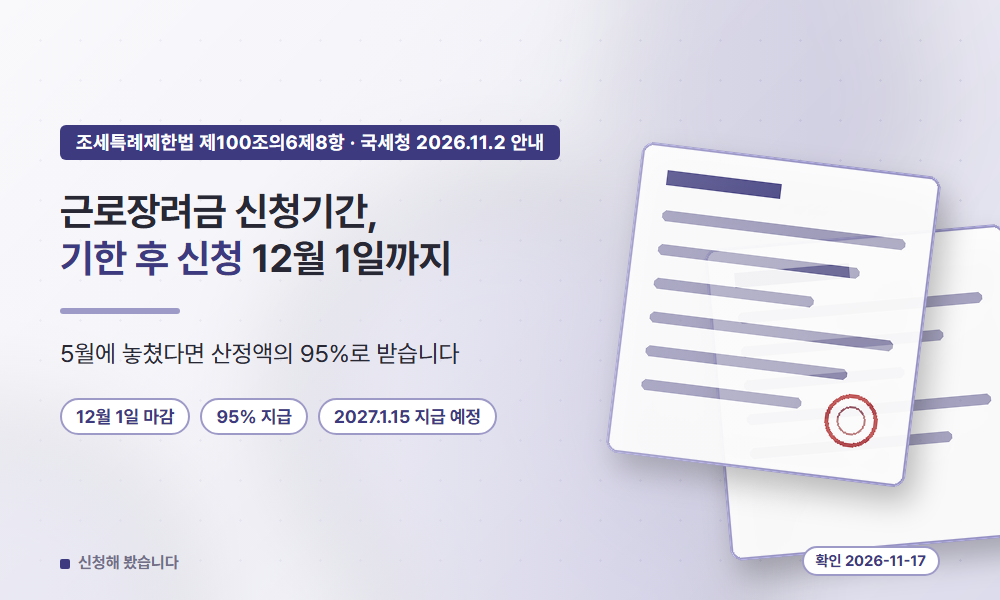 조세특례제한법 제100조의6제8항 · 국세청 2026.11.2 안내
근로장려금 신청기간,
기한 후 신청 12월 1일까지
5월에 놓쳤다면 산정액의 95%로 받습니다
12월 1일 마감
95% 지급
2027.1.15 지급 예정
신청해 봤습니다
확인 2026-11-17